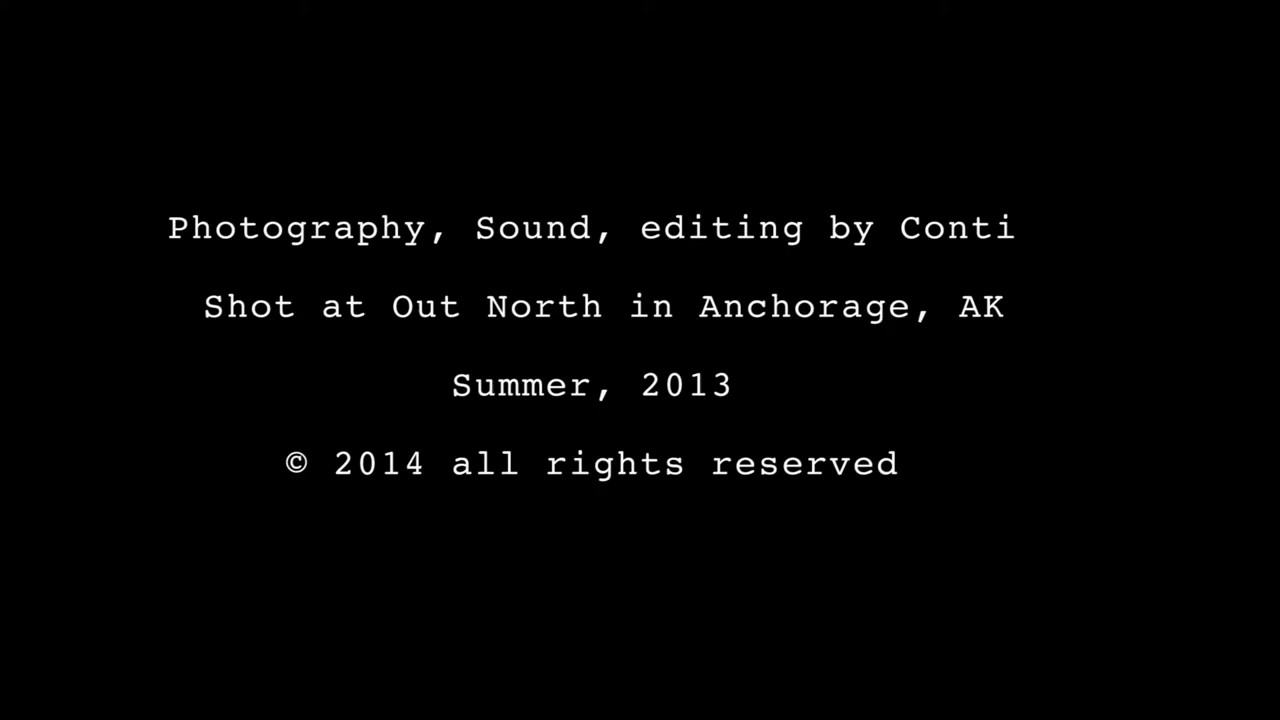 Photography, Sound, editing by Conti
Shot at Out North in Anchorage, AK
Summer, 2013
© 2014 all rights reserved